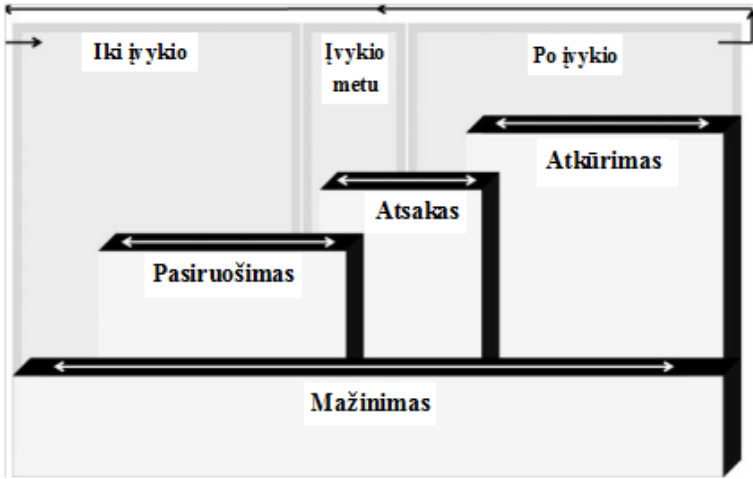 Iki įvykio
Įvykio
metu
Po įvykio
Atkūrimas
Atsakas
Pasiruošimas
Mažinimas